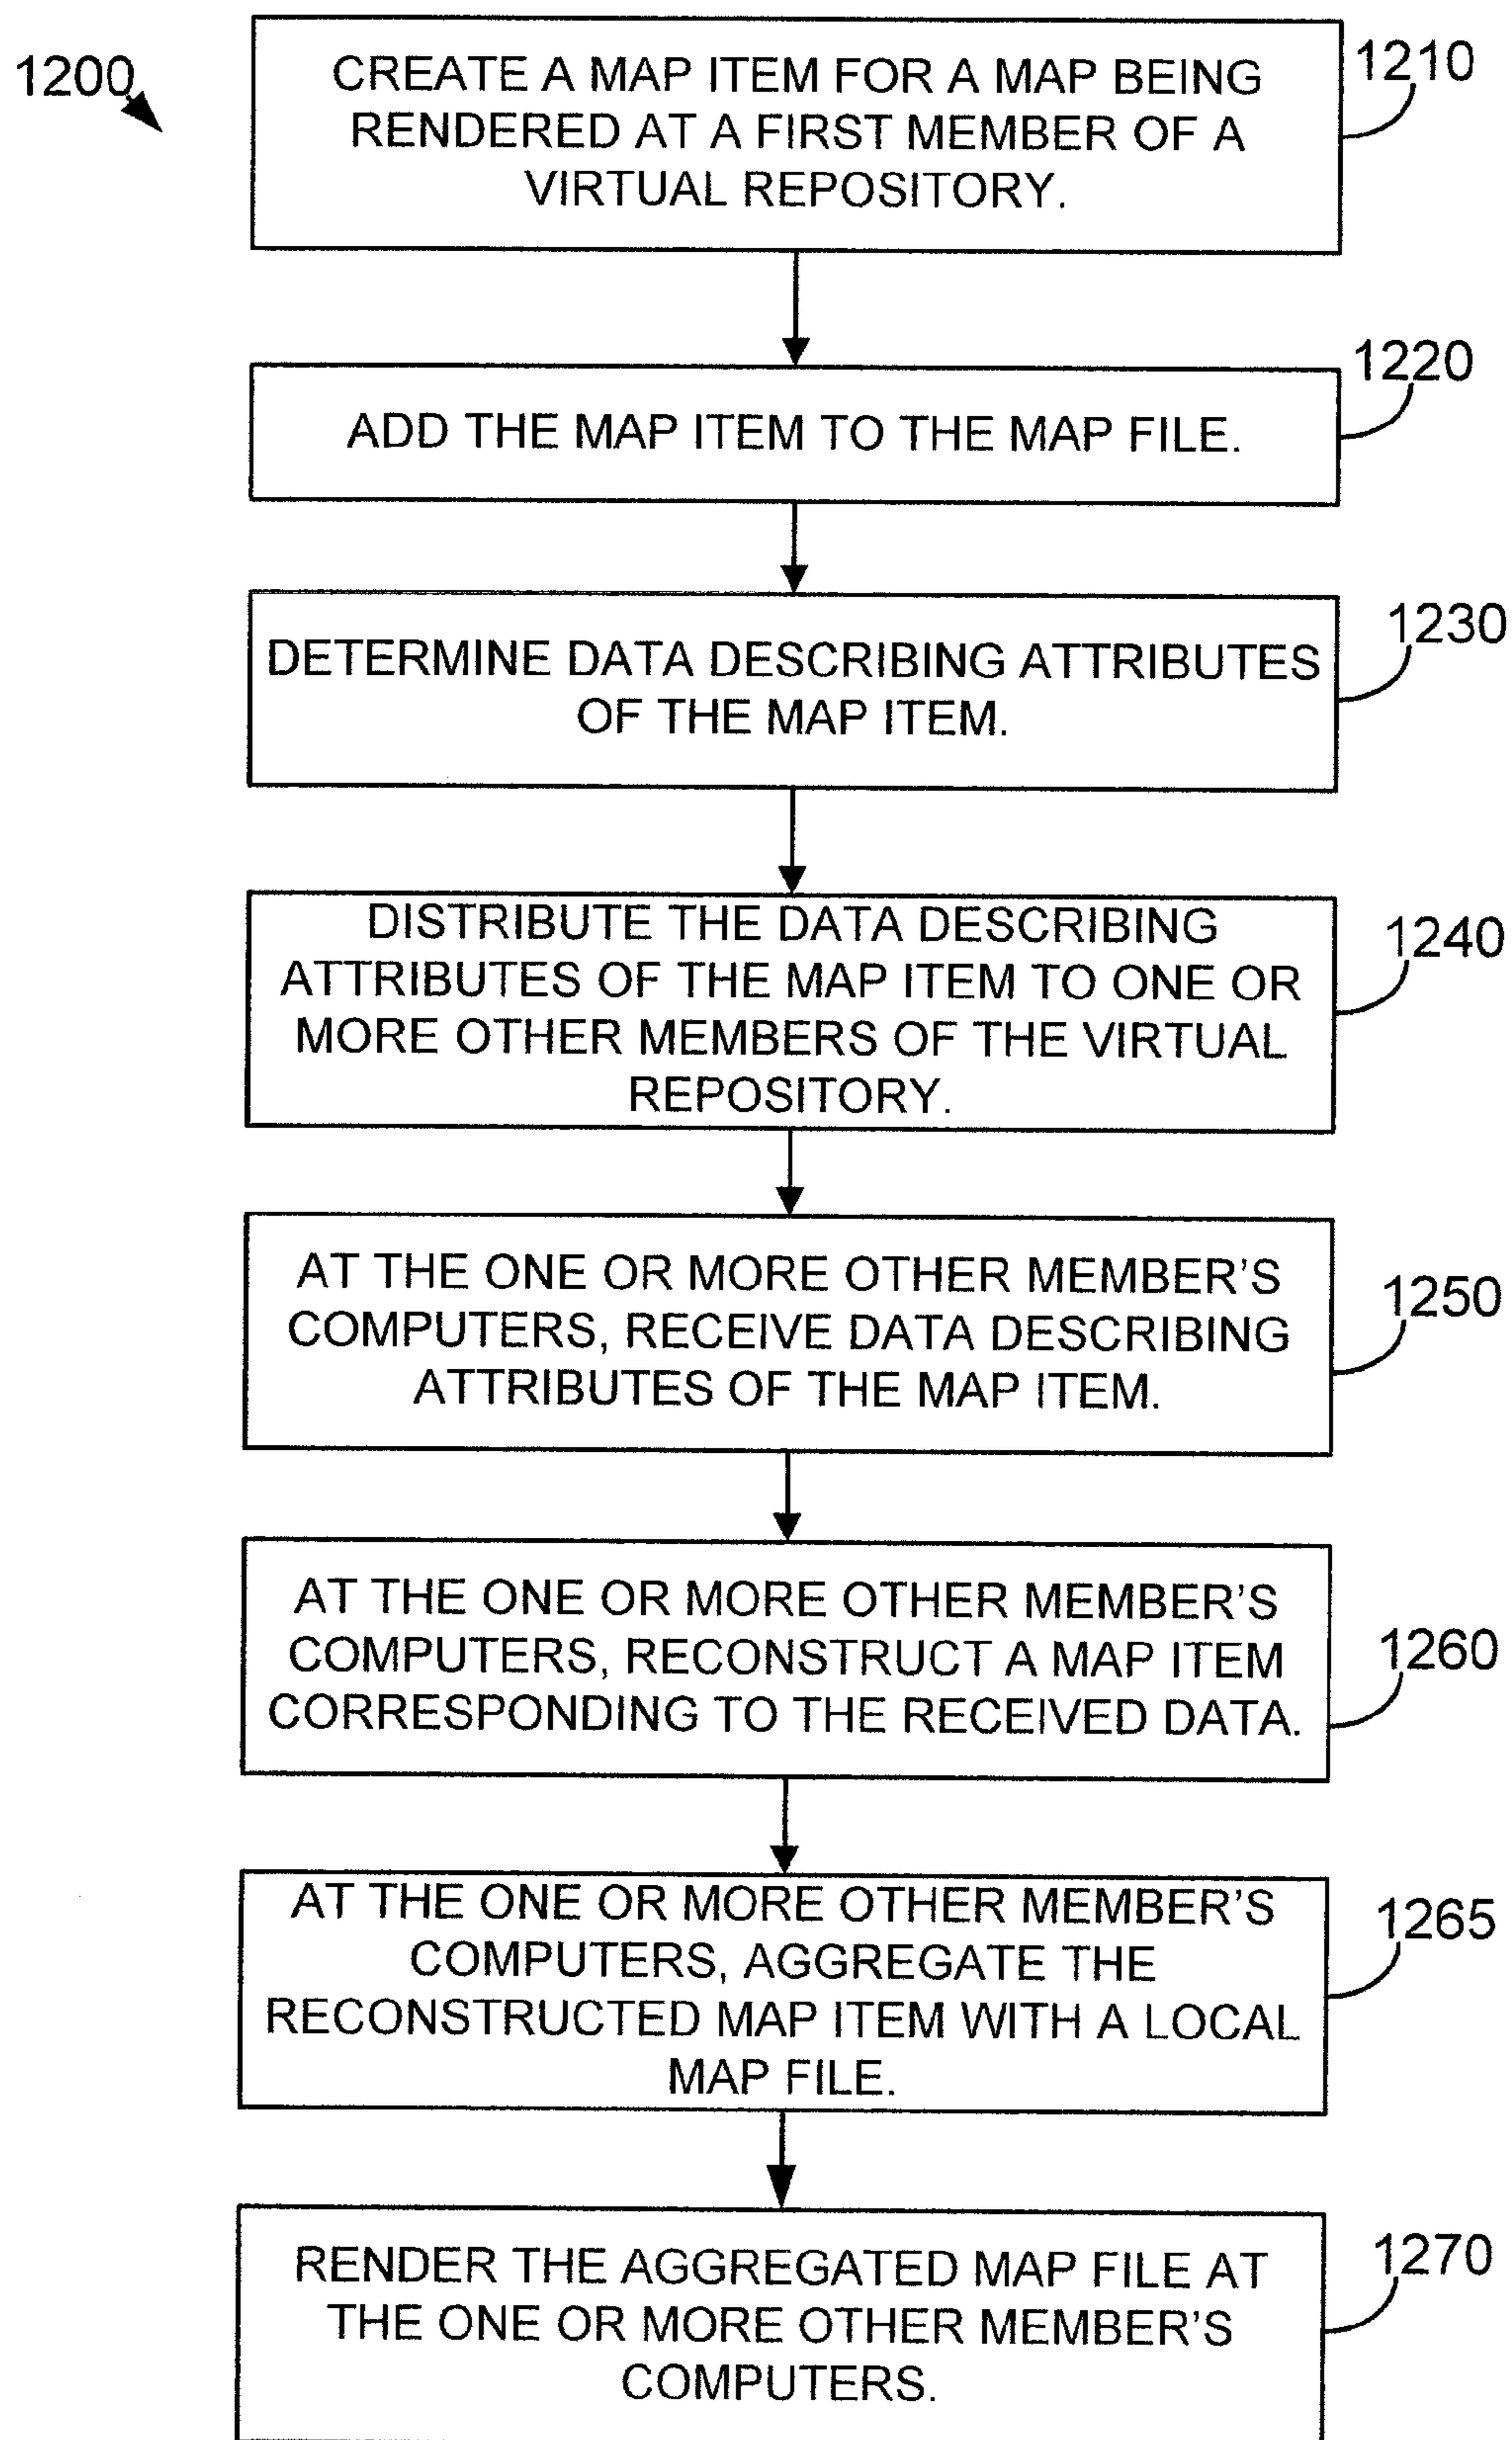 1200
CREATE A MAP ITEM FOR A MAP BEING
RENDERED AT A FIRST MEMBER OF A
VIRTUAL REPOSITORY.
1210
ADD THE MAP ITEM TO THE MAP FILE.
1220
DETERMINE DATA DESCRIBING ATTRIBUTES
OF THE MAP ITEM.
1230
DISTRIBUTE THE DATA DESCRIBING
ATTRIBUTES OF THE MAP ITEM TO ONE OR
MORE OTHER MEMBERS OF THE VIRTUAL
REPOSITORY.
1240
AT THE ONE OR MORE OTHER MEMBER'S
COMPUTERS, RECEIVE DATA DESCRIBING
ATTRIBUTES OF THE MAP ITEM.
1250
AT THE ONE OR MORE OTHER MEMBER'S
COMPUTERS, RECONSTRUCT A MAP ITEM
CORRESPONDING TO THE RECEIVED DATA.
1260
AT THE ONE OR MORE OTHER MEMBER'S
COMPUTERS, AGGREGATE THE
RECONSTRUCTED MAP ITEM WITH A LOCAL
MAP FILE.
1265
RENDER THE AGGREGATED MAP FILE AT
THE ONE OR MORE OTHER MEMBER'S
COMPUTERS.
1270